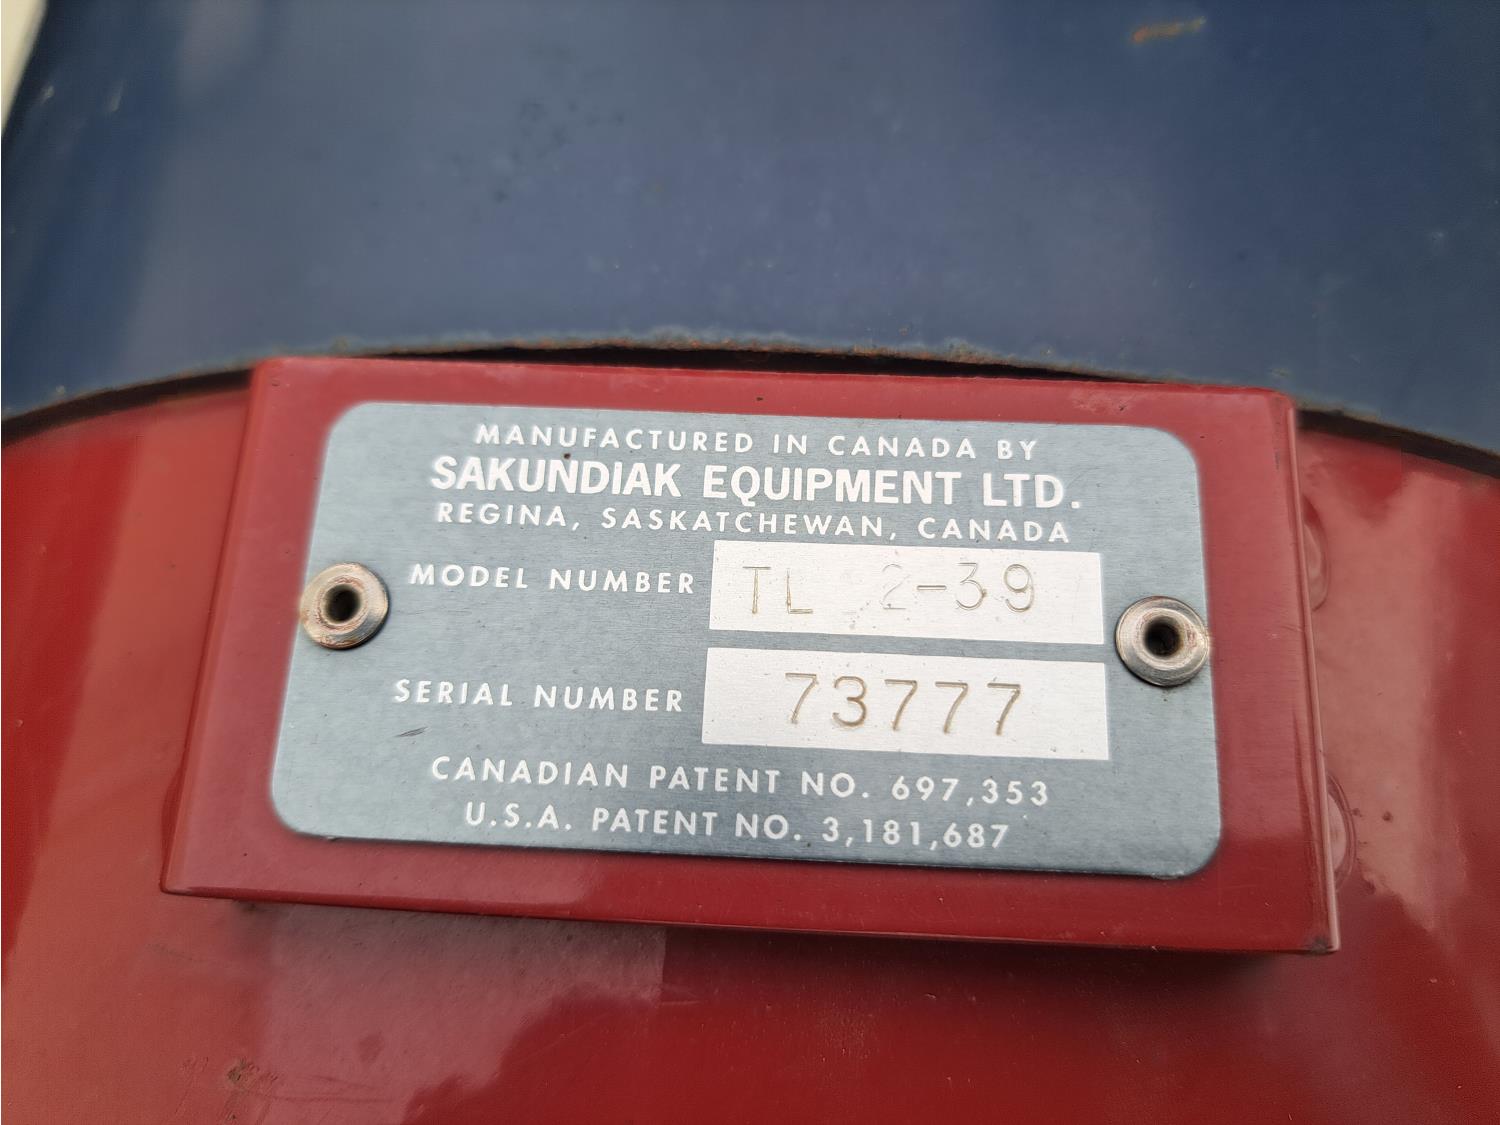 MANUFACTURED IN CANADA BY
SAKUNDIAK EQUIPMENT LTD.
REGINA, SASKATCHEWAN, CANADA
MODEL NUMBER TL 2-39
SERIAL NUMBER 73777
CANADIAN PATENT NO. 697,353
U.S.A. PATENT NO. 3,181,687